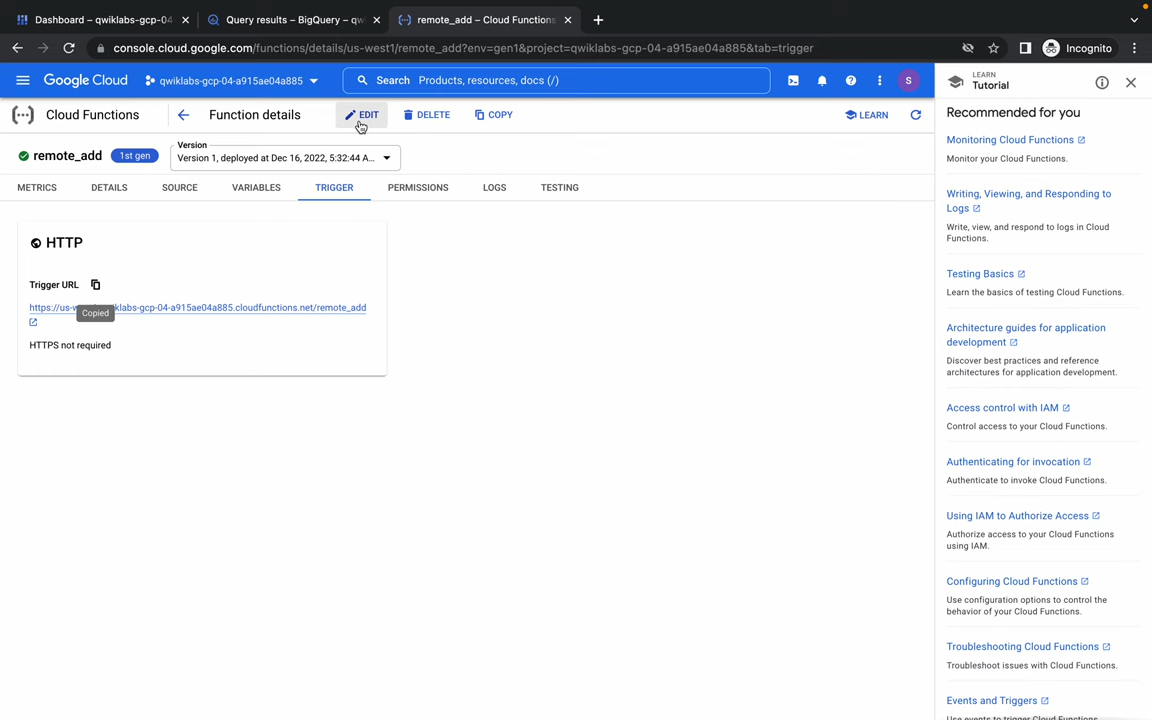 Dashboard – qwiklabs-gcp-04
Query results – BigQuery – qw
remote_add – Cloud Functions
console.cloud.google.com/functions/details/us-west1/remote_add?env=gen1&project=qwiklabs-gcp-04-a915ae04a885&tab=trigger
Incognito
Google Cloud
qwiklabs-gcp-04-a915ae04a885
Search Products, resources, docs (/)
S
LEARN
Tutorial
Cloud Functions
Function details
EDIT
DELETE
COPY
LEARN
remote_add
1st gen
Version
Version 1, deployed at Dec 16, 2022, 5:32:44 A...
METRICS
DETAILS
SOURCE
VARIABLES
TRIGGER
PERMISSIONS
LOGS
TESTING
HTTP
Trigger URL
https://us-w klabs-gcp-04-a915ae04a885.cloudfunctions.net/remote_add
Copied
HTTPS not required
Recommended for you
Monitoring Cloud Functions
Monitor your Cloud Functions.
Writing, Viewing, and Responding to
Logs
Write, view, and respond to logs in Cloud
Functions.
Testing Basics
Learn the basics of testing Cloud Functions.
Architecture guides for application
development
Discover best practices and reference
architectures for application development.
Access control with IAM
Control access to your Cloud Functions.
Authenticating for invocation
Authenticate to invoke Cloud Functions.
Using IAM to Authorize Access
Authorize access to your Cloud Functions
using IAM.
Configuring Cloud Functions
Use configuration options to control the
behavior of your Cloud Functions.
Troubleshooting Cloud Functions
Troubleshoot issues with Cloud Functions.
Events and Triggers
Use events to trigger Cloud Functions.